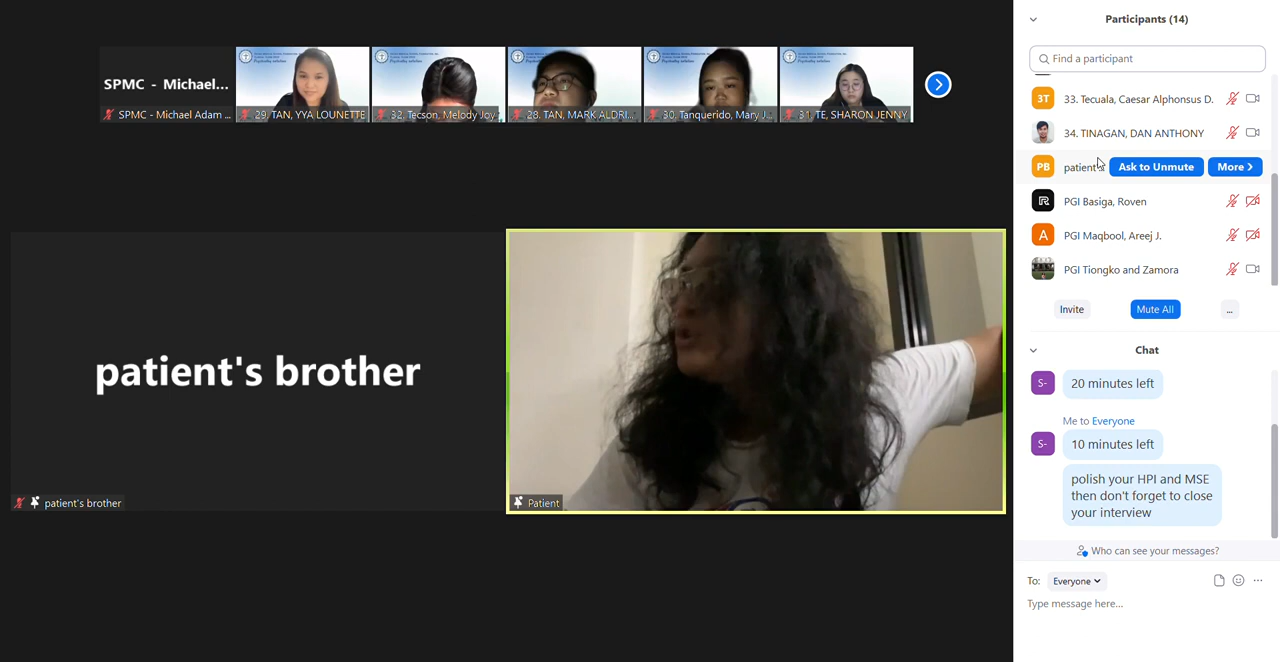 SPMC - Michael...
SPMC - Michael Adam ...
29. TAN, YYA LOUNETTE
32. Tecson, Melody Joy
28. TAN, MARK ALDRI...
30. Tanquerido, Mary J...
31. TE, SHARON JENNY
patient's brother
patient's brother
Patient
Participants (14)
Find a participant
3T 33. Tecuala, Caesar Alphonsus D.
34. TINAGAN, DAN ANTHONY
PB patient's Ask to Unmute More
PGI Basiga, Roven
A PGI Maqbool, Areej J.
PGI Tiongko and Zamora
Invite Mute All ...
Chat
S- 20 minutes left
Me to Everyone
S- 10 minutes left
polish your HPI and MSE
then don't forget to close
your interview
Who can see your messages?
To: Everyone
Type message here...